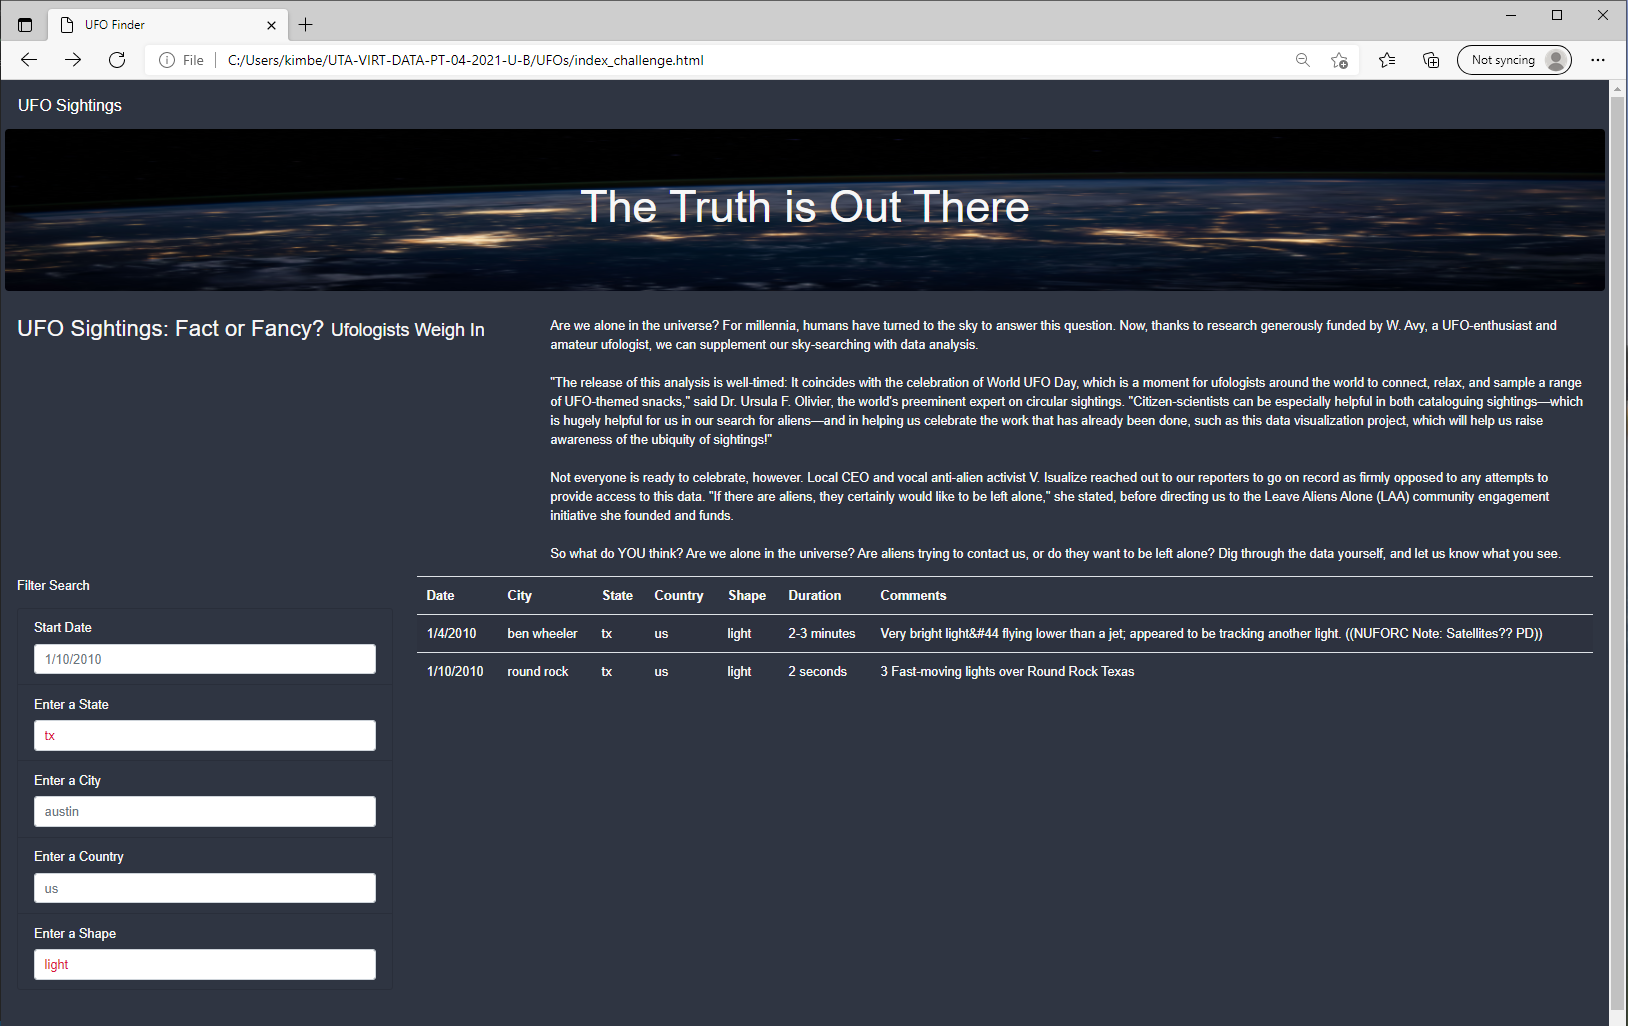 UFO Finder
File
C:/Users/kimbe/UTA-VIRT-DATA-PT-04-2021-U-B/UFOs/index_challenge.html
Not syncing
UFO Sightings
The Truth is Out There
UFO Sightings: Fact or Fancy? Ufologists Weigh In
Are we alone in the universe? For millennia, humans have turned to the sky to answer this question. Now, thanks to research generously funded by W. Avy, a UFO-enthusiast and
amateur ufologist, we can supplement our sky-searching with data analysis.
"The release of this analysis is well-timed: It coincides with the celebration of World UFO Day, which is a moment for ufologists around the world to connect, relax, and sample a range
of UFO-themed snacks," said Dr. Ursula F. Olivier, the world's preeminent expert on circular sightings. "Citizen-scientists can be especially helpful in both cataloguing sightings—which
is hugely helpful for us in our search for aliens—and in helping us celebrate the work that has already been done, such as this data visualization project, which will help us raise
awareness of the ubiquity of sightings!"
Not everyone is ready to celebrate, however. Local CEO and vocal anti-alien activist V. Isualize reached out to our reporters to go on record as firmly opposed to any attempts to
provide access to this data. "If there are aliens, they certainly would like to be left alone," she stated, before directing us to the Leave Aliens Alone (LAA) community engagement
initiative she founded and funds.
So what do YOU think? Are we alone in the universe? Are aliens trying to contact us, or do they want to be left alone? Dig through the data yourself, and let us know what you see.
Filter Search
Start Date
1/10/2010
Enter a State
tx
Enter a City
austin
Enter a Country
us
Enter a Shape
light
Date City State Country Shape Duration Comments
1/4/2010 ben wheeler tx us light 2-3 minutes Very bright light&#44 flying lower than a jet; appeared to be tracking another light. ((NUFORC Note: Satellites?? PD))
1/10/2010 round rock tx us light 2 seconds 3 Fast-moving lights over Round Rock Texas